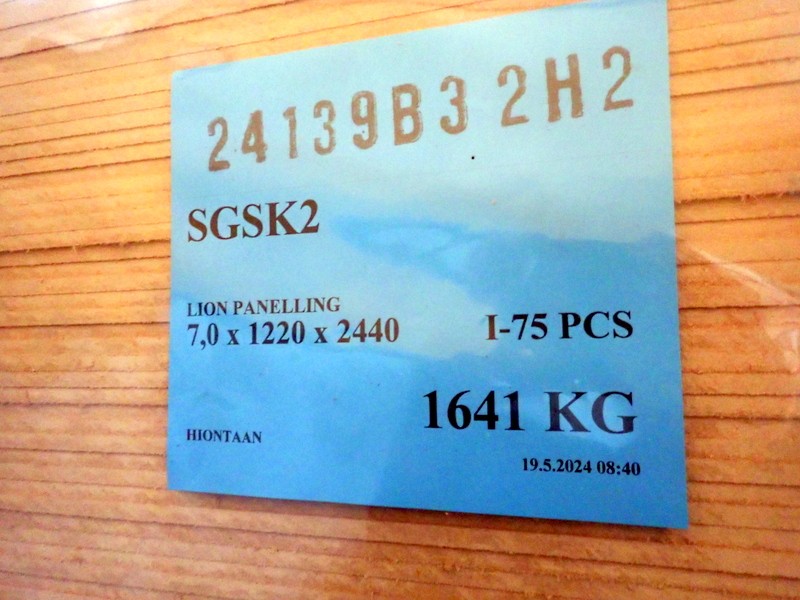 24139B3 2H2
SGSK2
LION PANELLING
7,0 x 1220 x 2440 I-75 PCS
1641 KG
HIONTAAN
19.5.2024 08:40